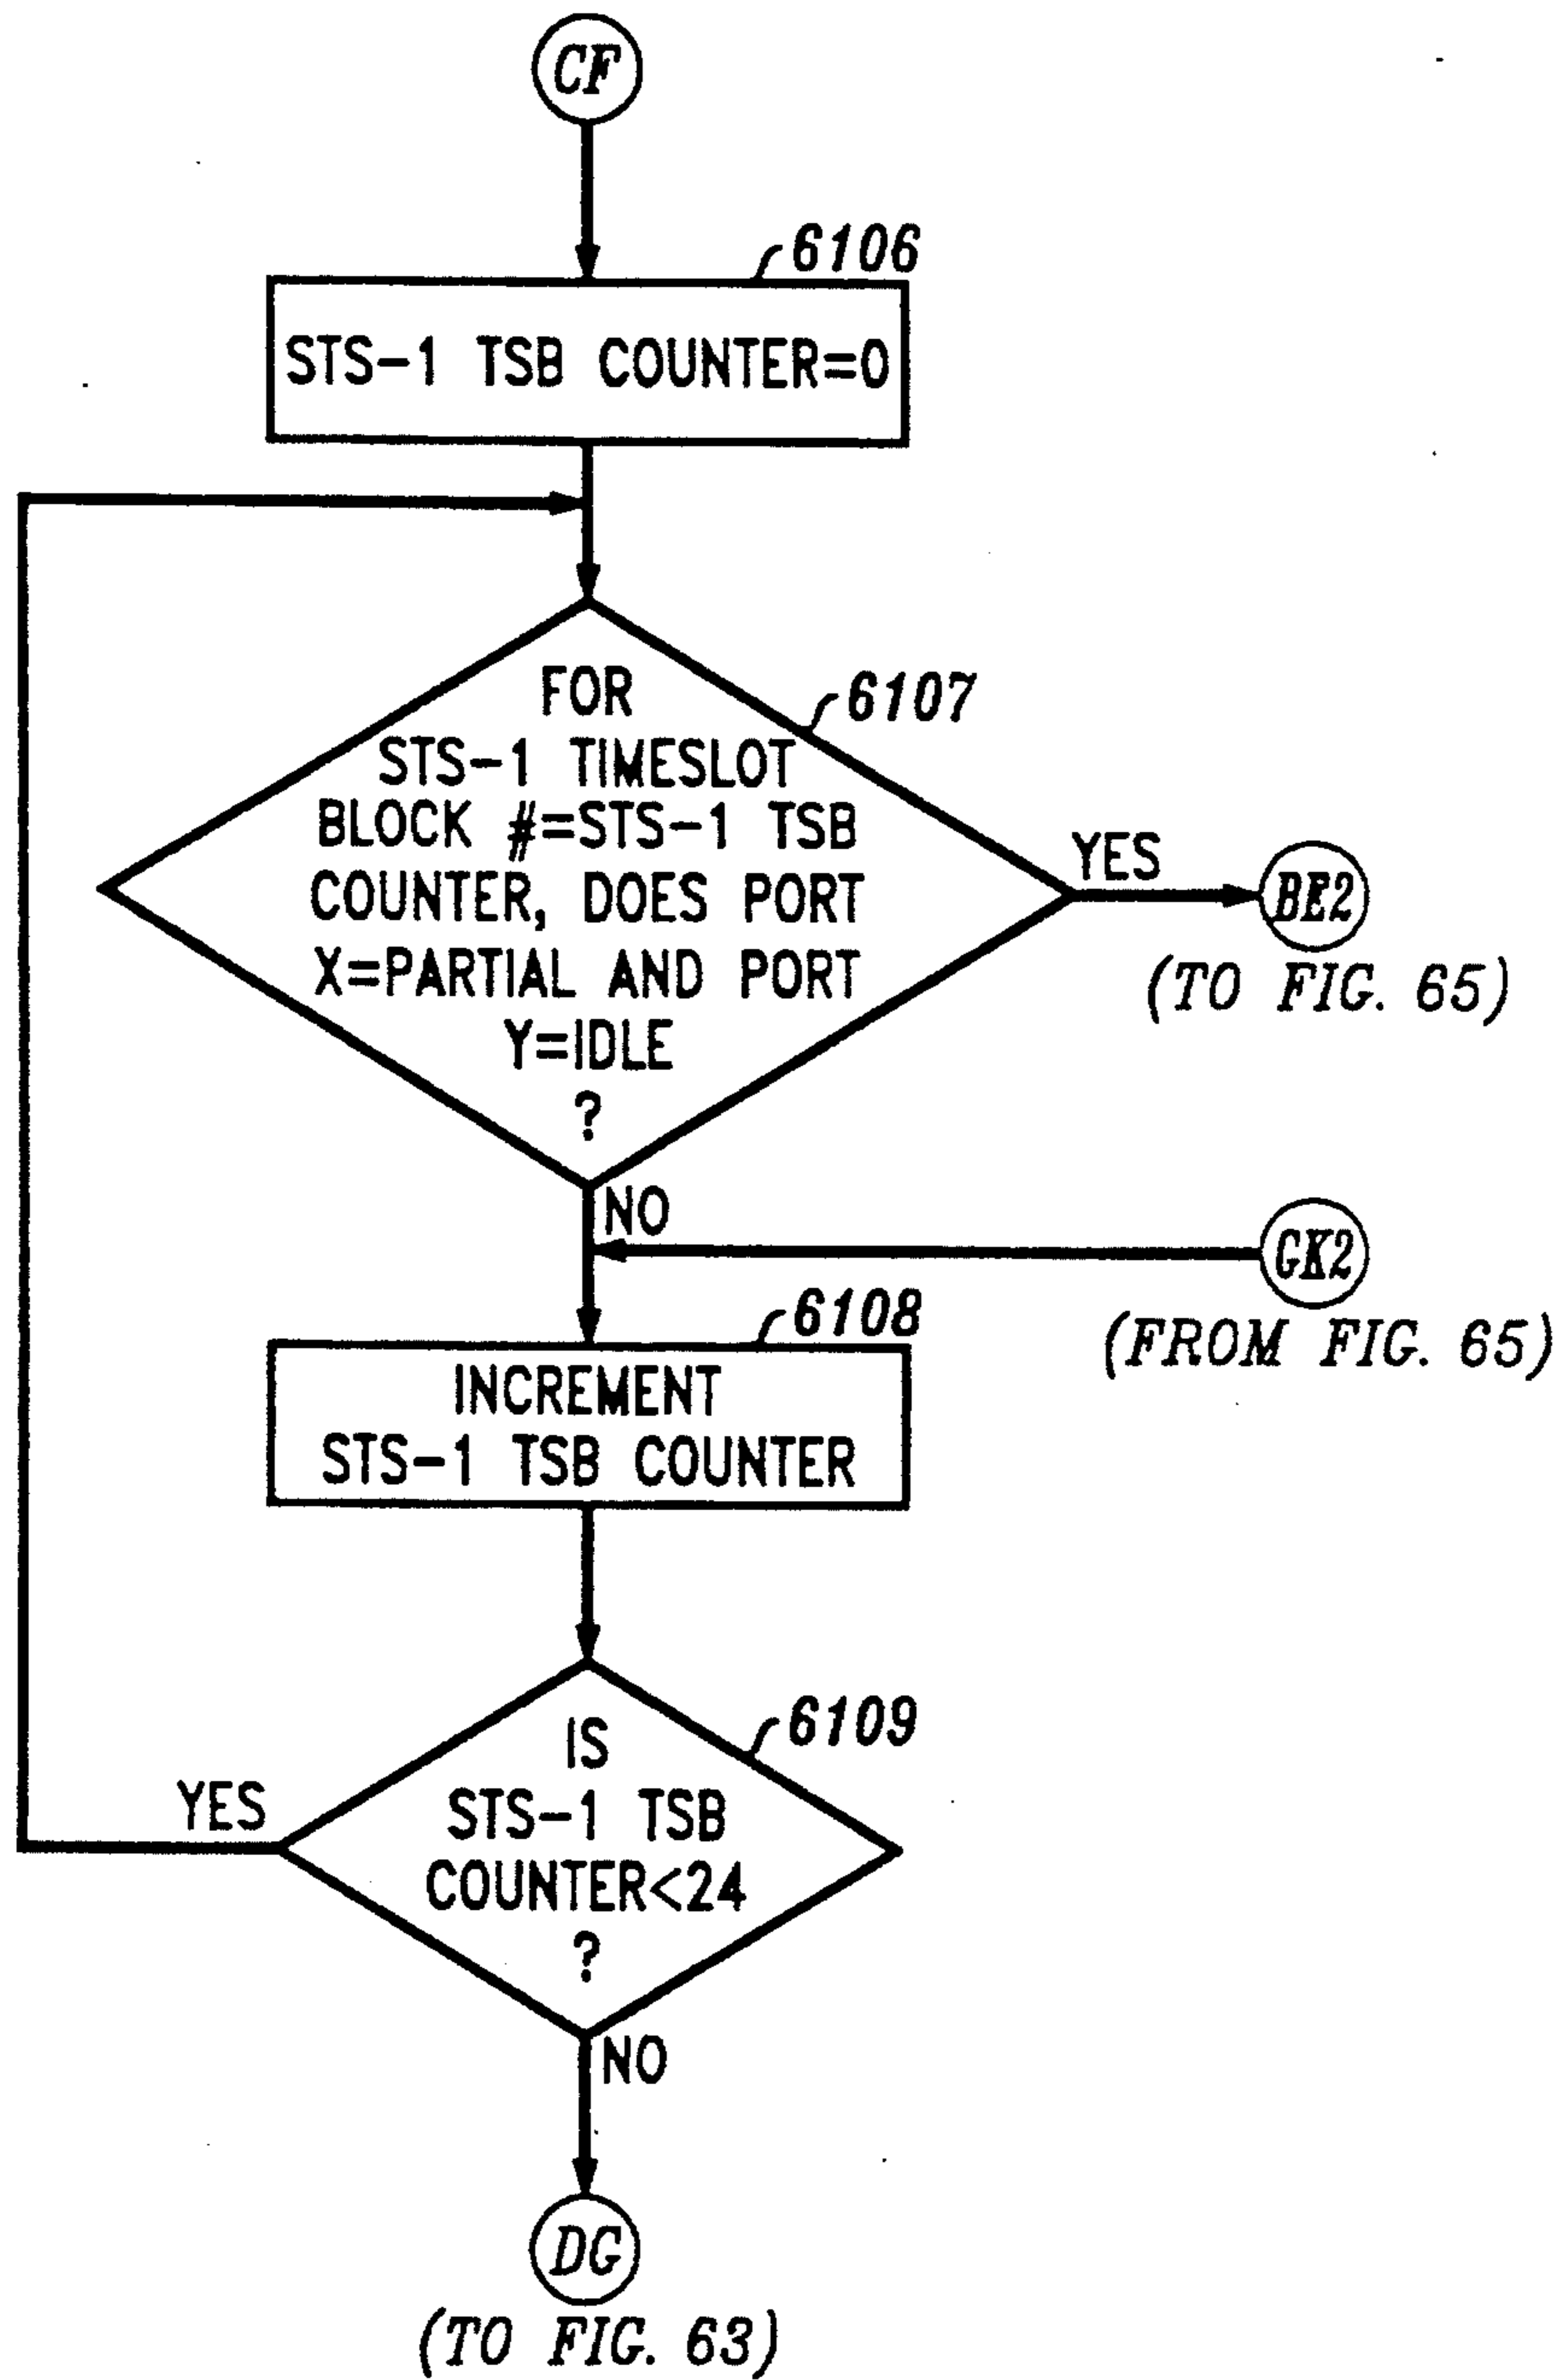 CF
6106
STS-1 TSB COUNTER=0
FOR
6107
STS-1 TIMESLOT
BLOCK #=STS-1 TSB
COUNTER, DOES PORT
X=PARTIAL AND PORT
Y=IDLE
?
YES
BE2
(TO FIG. 65)
NO
GK2
(FROM FIG. 65)
6108
INCREMENT
STS-1 TSB COUNTER
6109
IS
STS-1 TSB
COUNTER<24
?
YES
NO
DG
(TO FIG. 63)